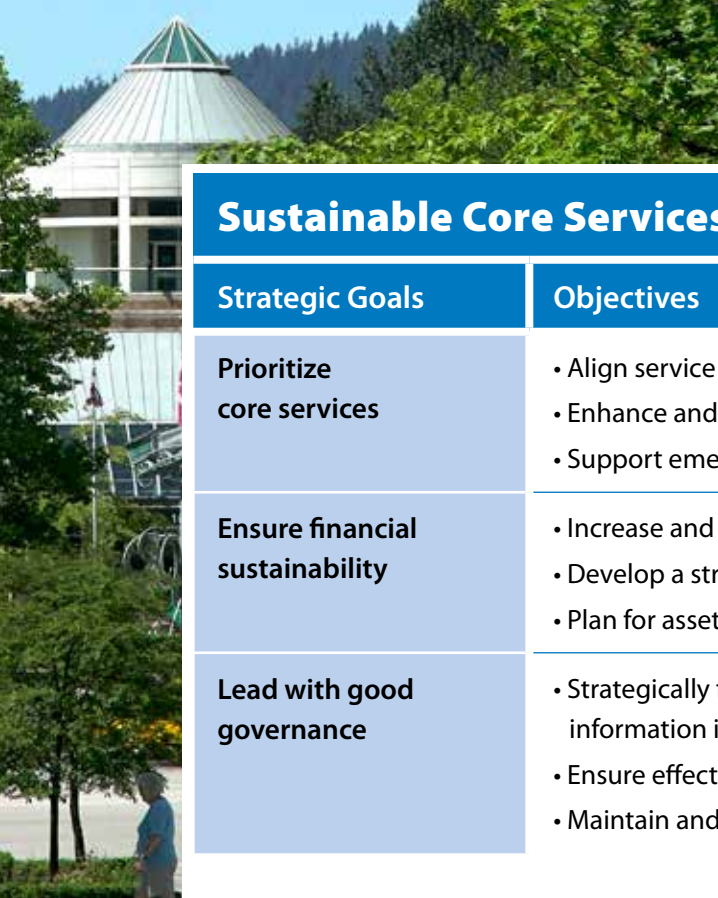 Sustainable Core Services
Strategic Goals
Objectives
Prioritize
core services
• Align service
• Enhance and
• Support eme
Ensure financial
sustainability
• Increase and
• Develop a str
• Plan for asset
Lead with good
governance
• Strategically
information i
• Ensure effect
• Maintain and